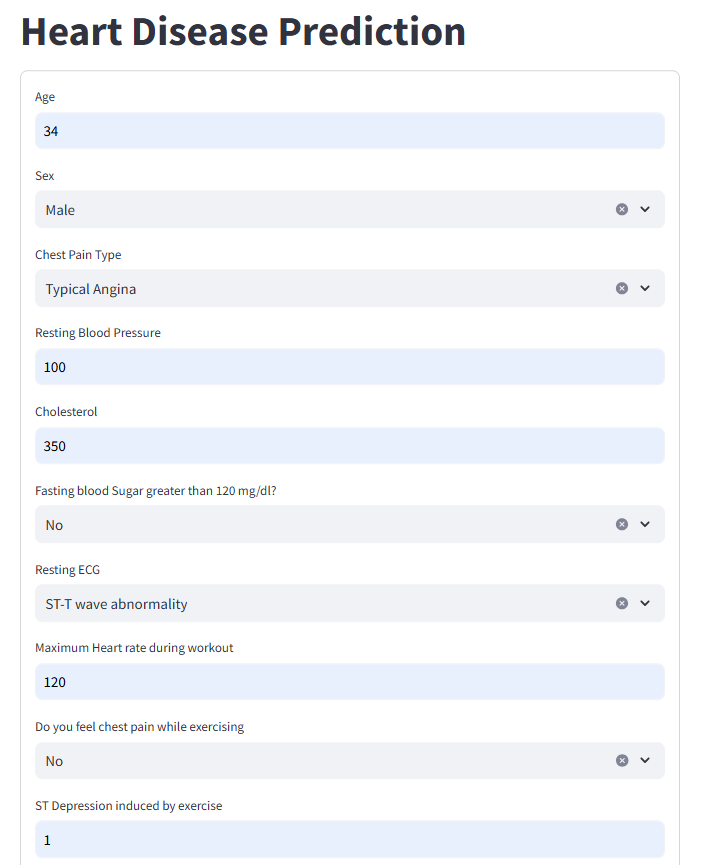 Heart Disease Prediction
Age
34
Sex
Male
Chest Pain Type
Typical Angina
Resting Blood Pressure
100
Cholesterol
350
Fasting blood Sugar greater than 120 mg/dl?
No
Resting ECG
ST-T wave abnormality
Maximum Heart rate during workout
120
Do you feel chest pain while exercising
No
ST Depression induced by exercise
1